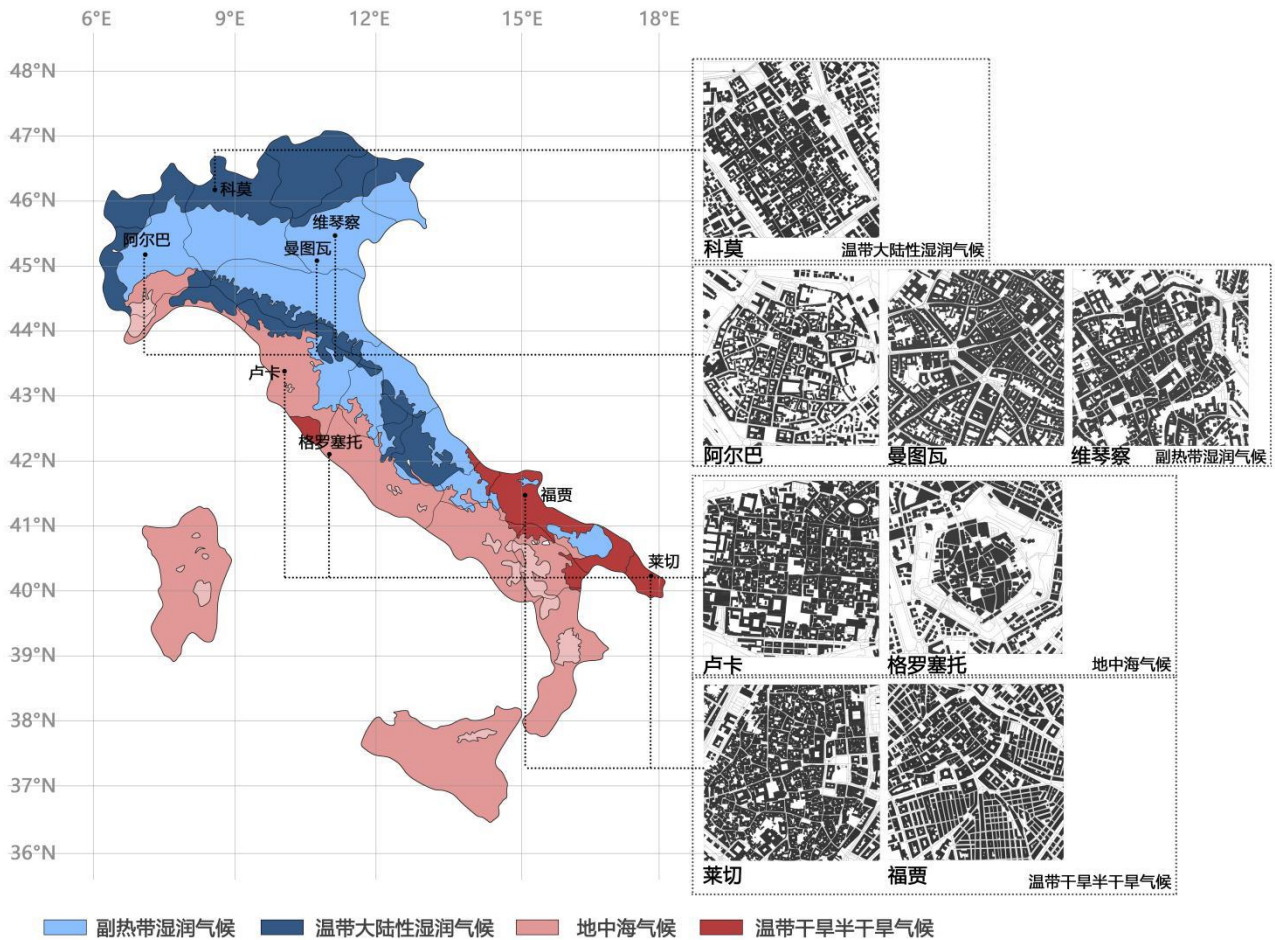 6°E 9°E 12°E 15°E 18°E
48°N
47°N
46°N
45°N
44°N
43°N
42°N
41°N
40°N
39°N
38°N
37°N
36°N
科莫
维琴察
阿尔巴
曼图瓦
卢卡
格罗塞托
福贾
莱切
科莫 温带大陆性湿润气候
阿尔巴 曼图瓦 维琴察 副热带湿润气候
卢卡 格罗塞托 地中海气候
莱切 福贾 温带干旱半干旱气候
副热带湿润气候 温带大陆性湿润气候 地中海气候 温带干旱半干旱气候